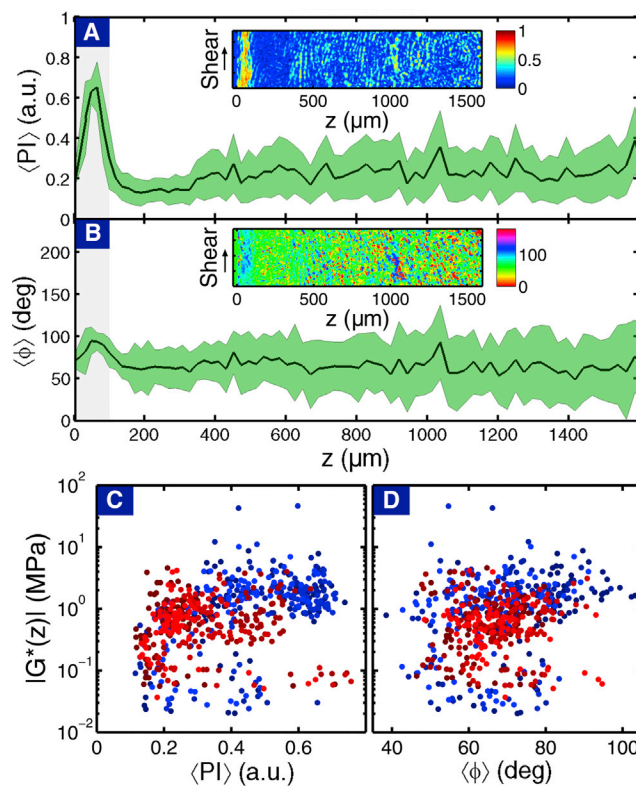 A
1
0.8
0.6
0.4
0.2
0
⟨PI⟩ (a.u.)
Shear
0 500 1000 1500
z (µm)
1
0.5
0
B
200
150
100
50
0
⟨ϕ⟩ (deg)
Shear
0 500 1000 1500
z (µm)
100
0
0 200 400 600 800 1000 1200 1400
z (µm)
C
10²
10¹
10⁰
10⁻¹
10⁻²
|G*(z)| (MPa)
0 0.2 0.4 0.6
⟨PI⟩ (a.u.)
D
40 60 80 100
⟨ϕ⟩ (deg)